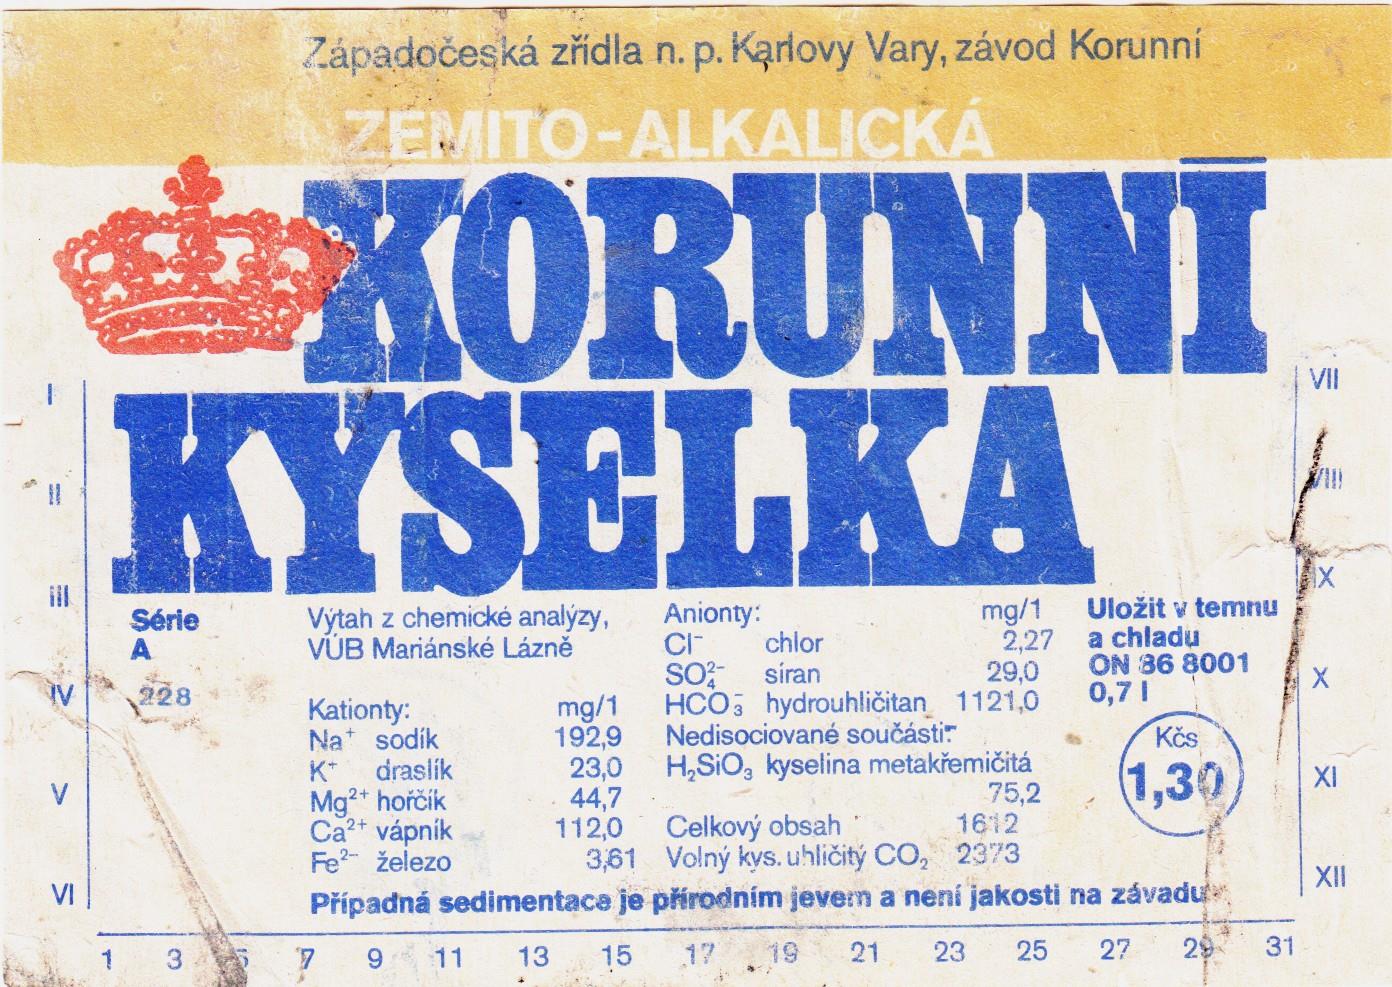 Západočeská zřídla n. p. Karlovy Vary, závod Korunní
ZEMITO-ALKALICKÁ
KORUNNÍ
KYSELKA
I
II
III
IV
V
VI
VII
VIII
IX
X
XI
XII
Série
A
228
Výtah z chemické analýzy,
VÚB Mariánské Lázně
Kationty: mg/1
Na⁺ sodík 192,9
K⁺ draslík 23,0
Mg²⁺ hořčík 44,7
Ca²⁺ vápník 112,0
Fe²⁻ železo 3,61
Anionty: mg/1
Cl⁻ chlor 2,27
SO₄²⁻ síran 29,0
HCO₃⁻ hydrouhličitan 1121,0
Nedisociované součásti:
H₂SiO₃ kyselina metakřemičitá
75,2
Celkový obsah 1612
Volný kys. uhličitý CO₂ 2373
Uložit v temnu
a chladu
ON 86 8001
0,7 l
Kčs
1,30
Případná sedimentace je přírodním jevem a není jakosti na závadu
1 3 5 7 9 11 13 15 17 19 21 23 25 27 29 31